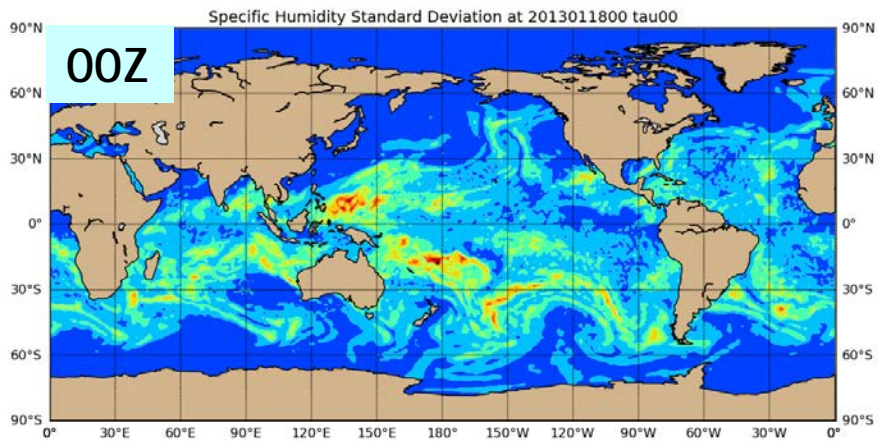 Specific Humidity Standard Deviation at 2013011800 tau00
00Z
90°N 90°N
60°N 60°N
30°N 30°N
0° 0°
30°S 30°S
60°S 60°S
90°S 90°S
0° 30°E 60°E 90°E 120°E 150°E 180° 150°W 120°W 90°W 60°W 30°W 0°